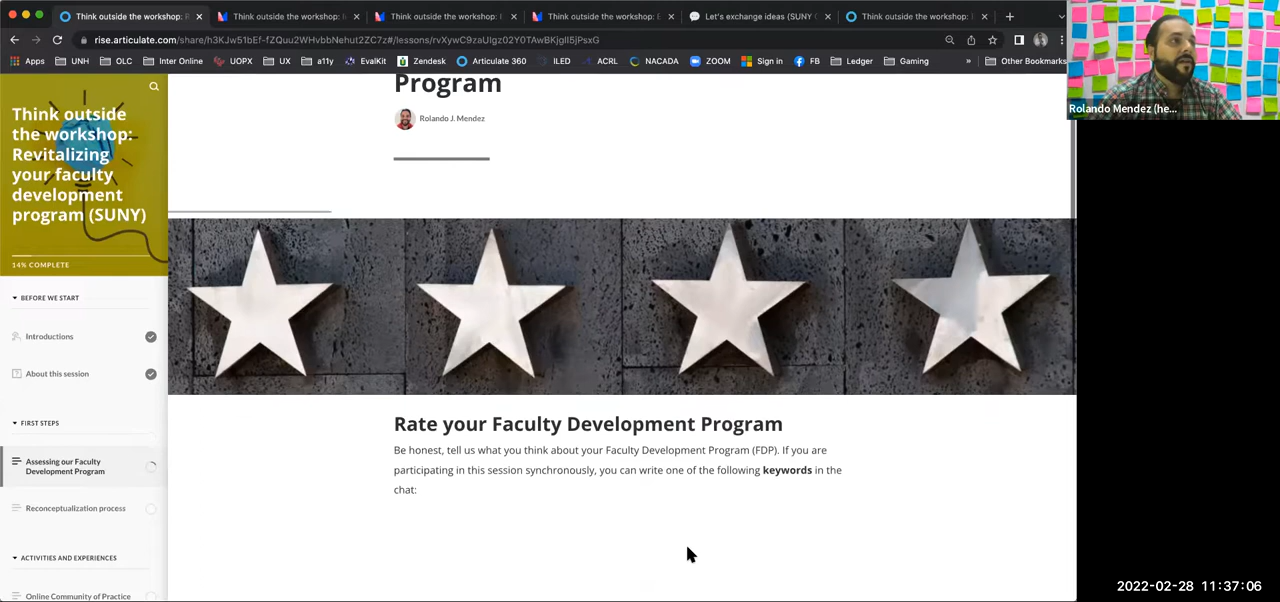 Think outside the workshop: R
Think outside the workshop: I
Think outside the workshop:
Think outside the workshop: E
Let's exchange ideas (SUNY C
Think outside the workshop:
rise.articulate.com/share/
Apps
UNH
OLC
Inter Online
UOPX
UX
a11y
EvalKit
Zendesk
Articulate 360
ILED
ACRL
NACADA
ZOOM
Sign in
FB
Ledger
Gaming
»
Other Bookmarks
Rolando Mendez (he...
Think outside
the workshop:
Revitalizing
your faculty
development
program (SUNY)
14% COMPLETE
BEFORE WE START
Introductions
About this session
FIRST STEPS
Assessing our Faculty
Development Program
Reconceptualization process
ACTIVITIES AND EXPERIENCES
Online Community of Practice
Program
Rolando J. Mendez
Rate your Faculty Development Program
Be honest, tell us what you think about your Faculty Development Program (FDP). If you are
participating in this session synchronously, you can write one of the following keywords in the
chat:
2022-02-28 11:37:06